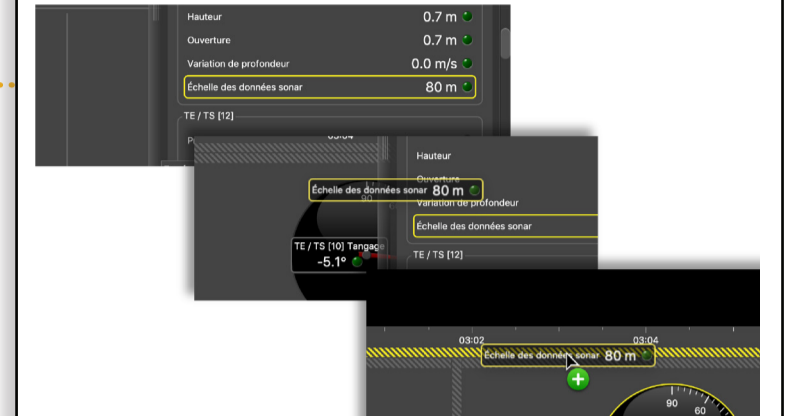 Hauteur 0.7 m
Ouverture 0.7 m
Variation de profondeur 0.0 m/s
Échelle des données sonar 80 m
TE / TS [12]
Hauteur
Échelle des données sonar 80 m
90
Ouverture
Variation de profondeur
Échelle des données sonar
TE / TS [10] Tangage
-5.1°
TE / TS [12]
03:02 03:04
Échelle des données sonar 80 m
90
60